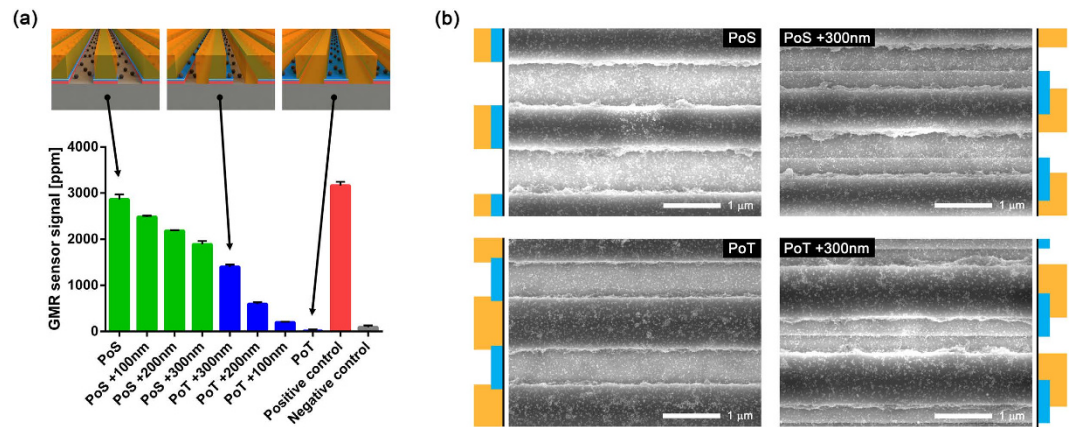 (a)
GMR sensor signal [ppm]
4000
3000
2000
1000
0
PoS
PoS +100nm
PoS +200nm
PoS +300nm
PoT +300nm
PoT +200nm
PoT +100nm
PoT
Positive control
Negative control
(b)
PoS
1 μm
PoS +300nm
1 μm
PoT
1 μm
PoT +300nm
1 μm